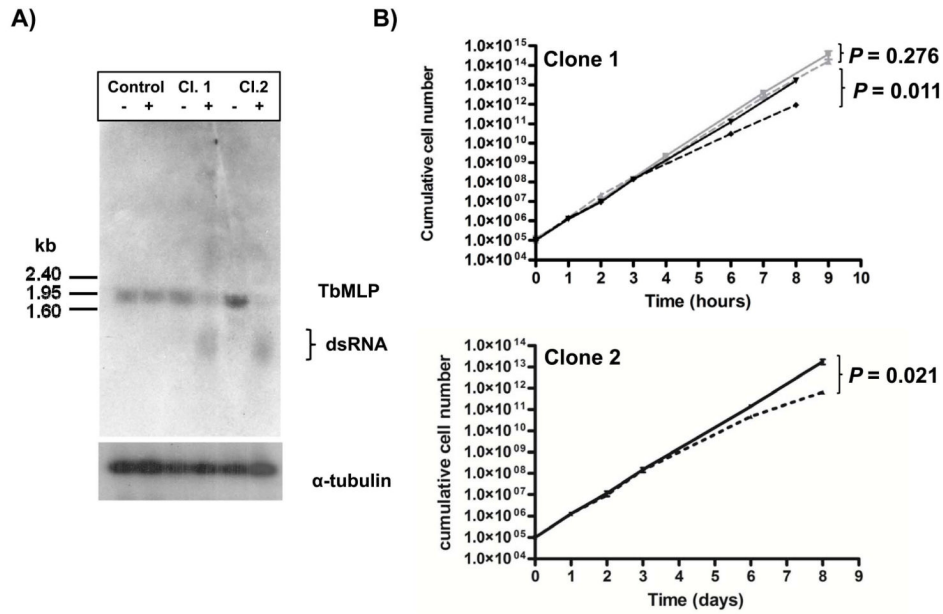 A)
Control Cl. 1 Cl.2
- + - + - +
kb
2.40
1.95
1.60
TbMLP
dsRNA
α-tubulin
B)
Clone 1
Cumulative cell number
1.0×10 15
1.0×10 14
1.0×10 13
1.0×10 12
1.0×10 11
1.0×10 10
1.0×10 09
1.0×10 08
1.0×10 07
1.0×10 06
1.0×10 05
1.0×10 04
0 1 2 3 4 5 6 7 8 9 10
Time (hours)
P = 0.276
P = 0.011
Clone 2
cumulative cell number
1.0×10 14
1.0×10 13
1.0×10 12
1.0×10 11
1.0×10 10
1.0×10 09
1.0×10 08
1.0×10 07
1.0×10 06
1.0×10 05
1.0×10 04
0 1 2 3 4 5 6 7 8 9
Time (days)
P = 0.021